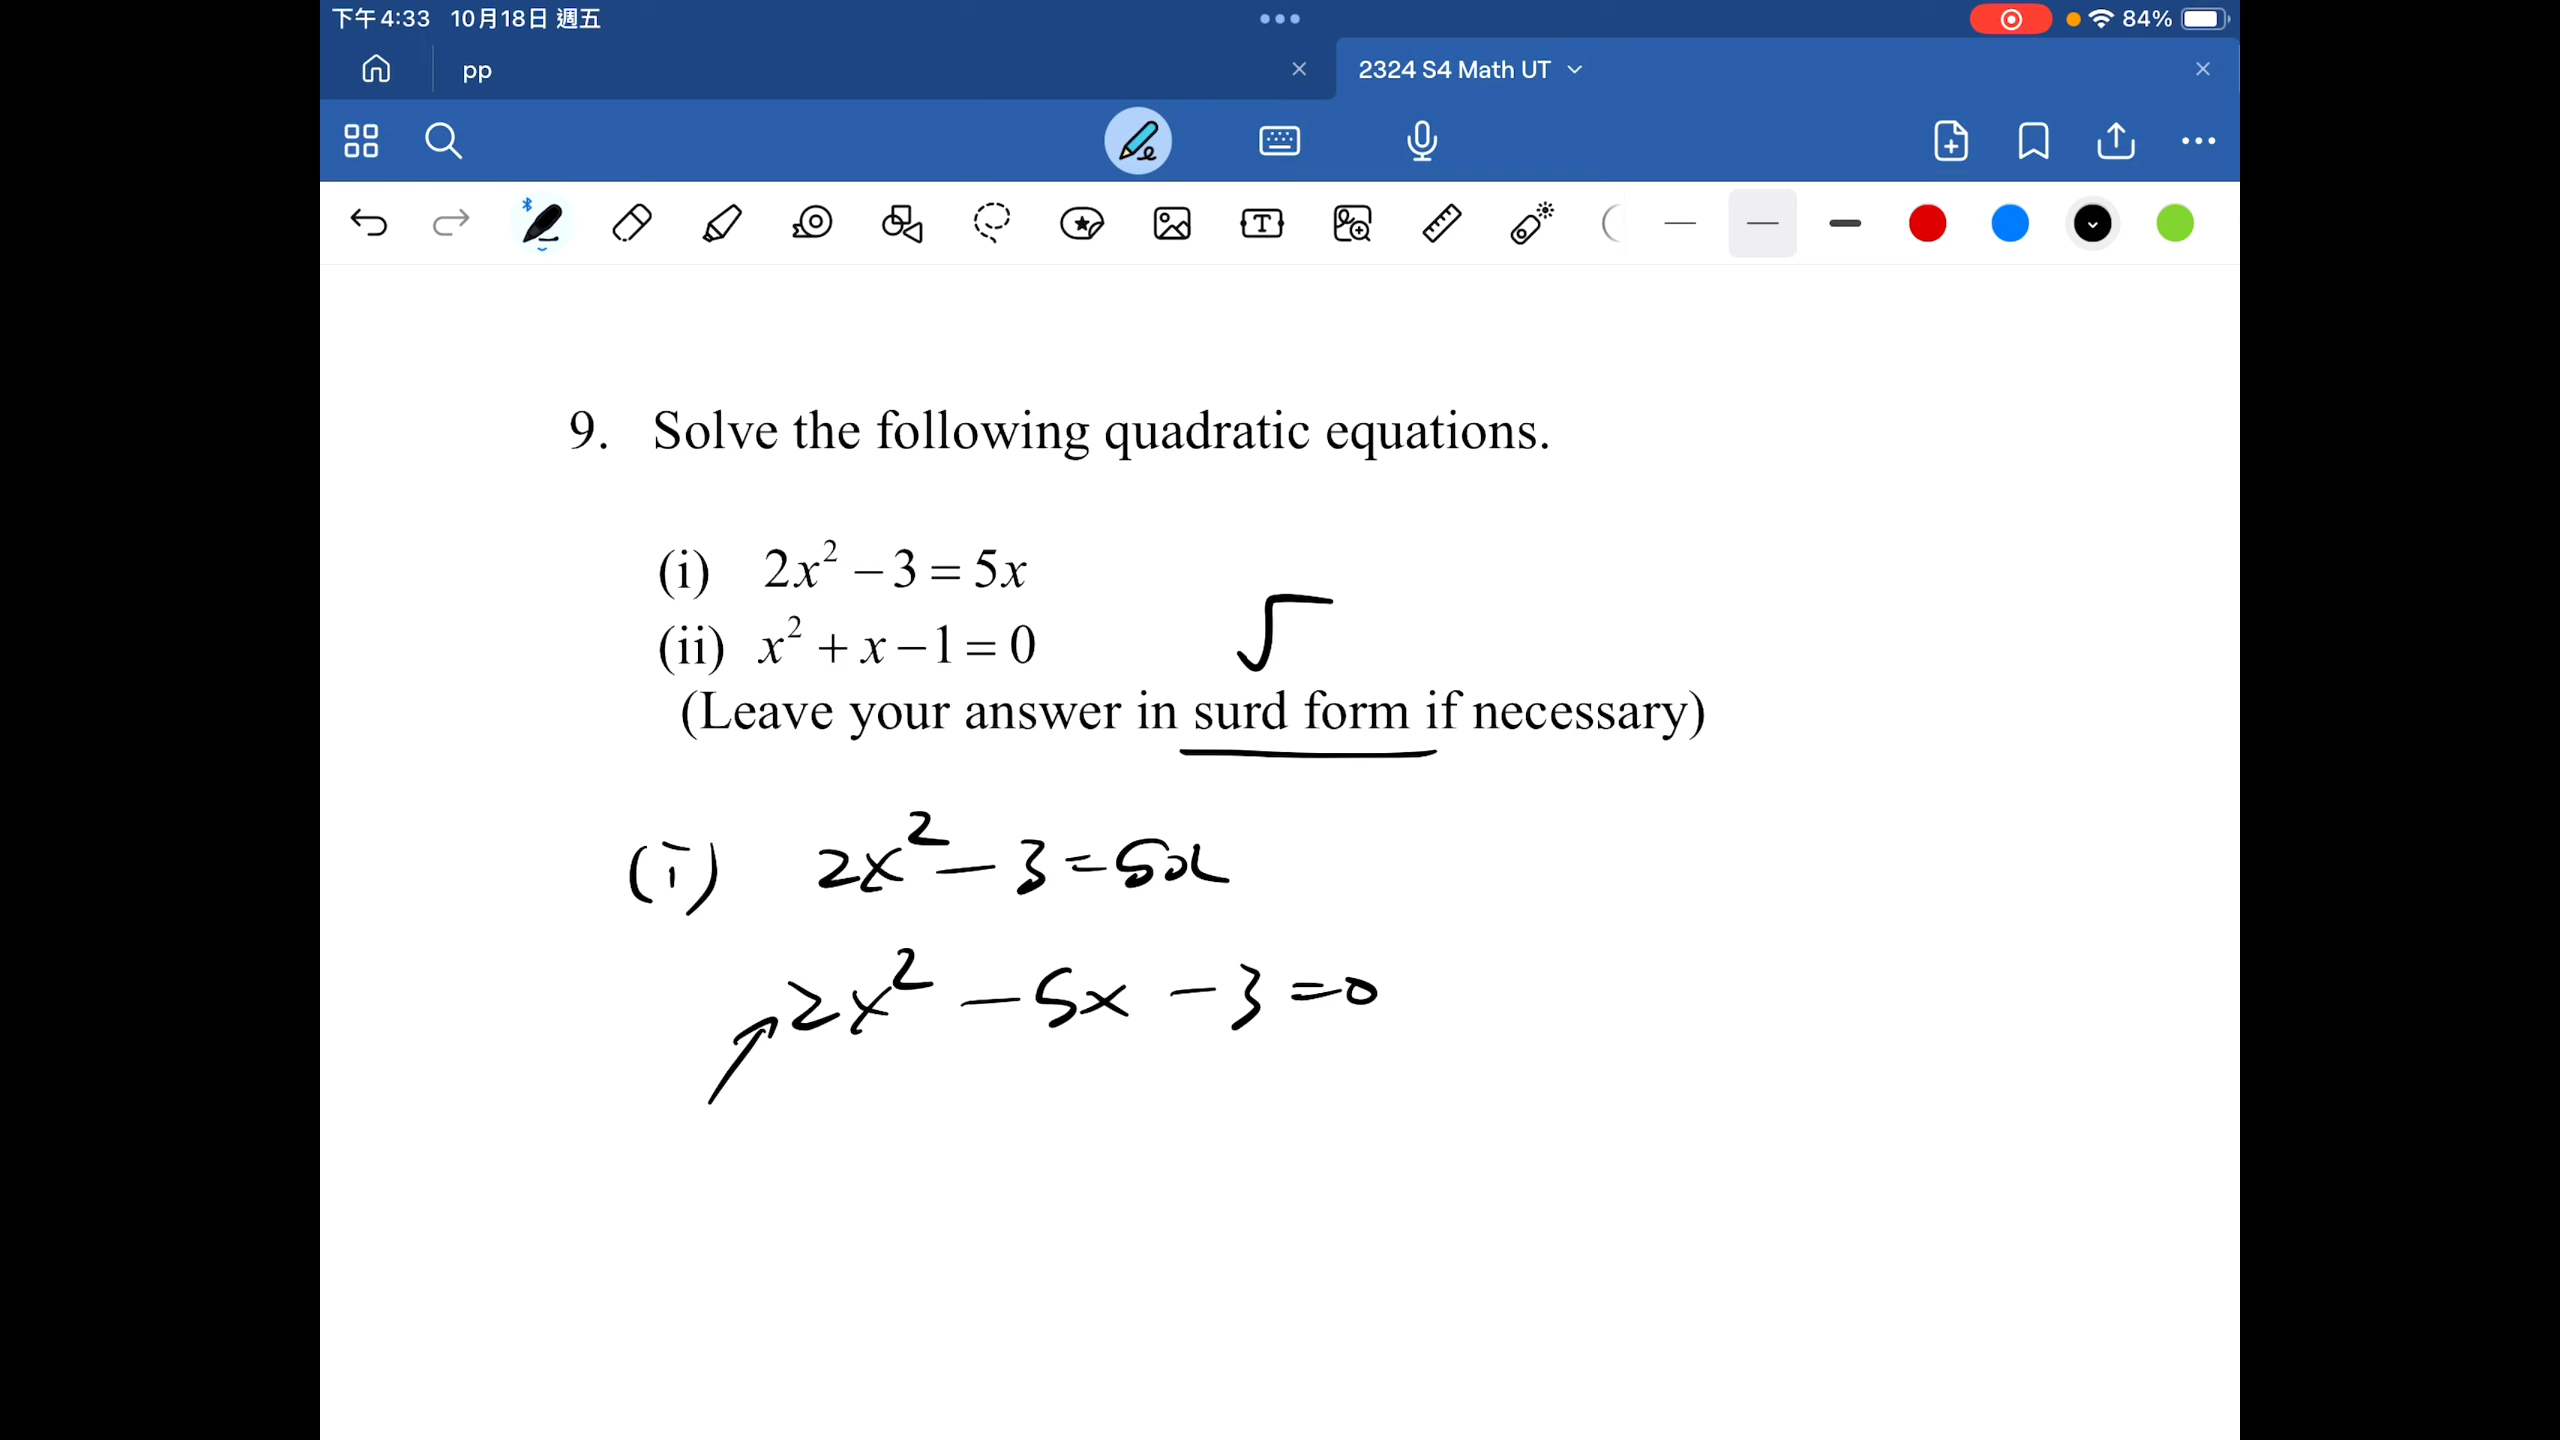 下午4:33 10月18日 週五 84%
pp 2324 S4 Math UT
9. Solve the following quadratic equations.
(i) 2x² − 3 = 5x
(ii) x² + x − 1 = 0
√
(Leave your answer in surd form if necessary)
(i) 2x² − 3 = 5x
2x² − 5x − 3 = 0